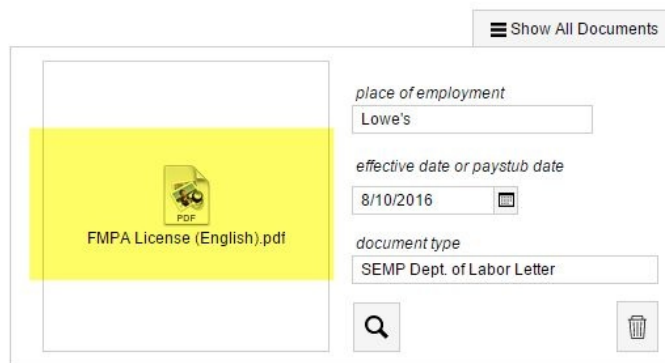 Show All Documents
place of employment
Lowe's
effective date or paystub date
8/10/2016
PDF
FMPA License (English).pdf
document type
SEMP Dept. of Labor Letter